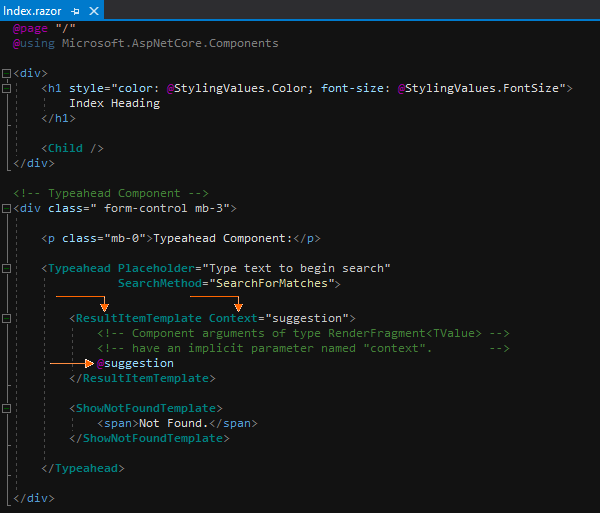 Index.razor
@page "/"
@using Microsoft.AspNetCore.Components
<div>
<h1 style="color: @StylingValues.Color; font-size: @StylingValues.FontSize">
Index Heading
</h1>
<Child />
</div>
<!-- Typeahead Component -->
<div class=" form-control mb-3">
<p class="mb-0">Typeahead Component:</p>
<Typeahead Placeholder="Type text to begin search"
SearchMethod="SearchForMatches">
<ResultItemTemplate Context="suggestion">
<!-- Component arguments of type RenderFragment<TValue> -->
<!-- have an implicit parameter named "context". -->
@suggestion
</ResultItemTemplate>
<ShowNotFoundTemplate>
<span>Not Found.</span>
</ShowNotFoundTemplate>
</Typeahead>
</div>